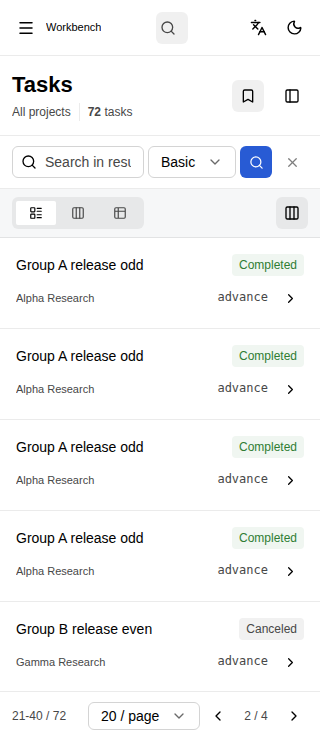 Workbench
Tasks
All projects 72 tasks
Search in resu Basic
Group A release odd Completed
Alpha Research advance
Group A release odd Completed
Alpha Research advance
Group A release odd Completed
Alpha Research advance
Group A release odd Completed
Alpha Research advance
Group B release even Canceled
Gamma Research advance
21-40 / 72 20 / page 2 / 4